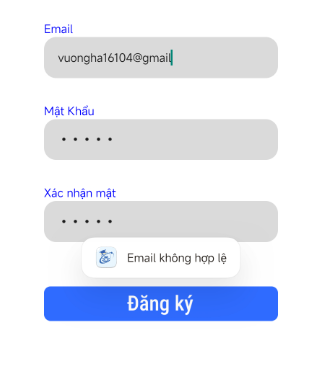 Email
vuongha16104@gmail
Mật Khẩu
•••••
Xác nhận mật
•••••
Email không hợp lệ
Đăng ký